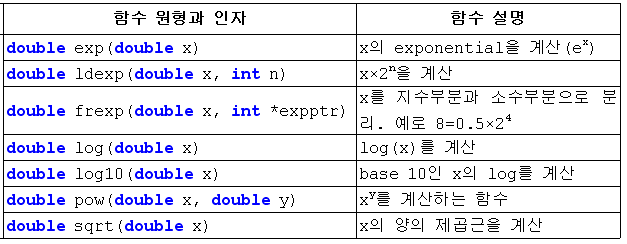 함수 원형과 인자 함수 설명
double exp(double x) x의 exponential을 계산(eˣ)
double ldexp(double x, int n) x×2ⁿ을 계산
double frexp(double x, int *expptr) x를 지수부분과 소수부분으로 분
리. 예로 8=0.5×2⁴
double log(double x) log(x)를 계산
double log10(double x) base 10인 x의 log를 계산
double pow(double x, double y) xʸ를 계산하는 함수
double sqrt(double x) x의 양의 제곱근을 계산